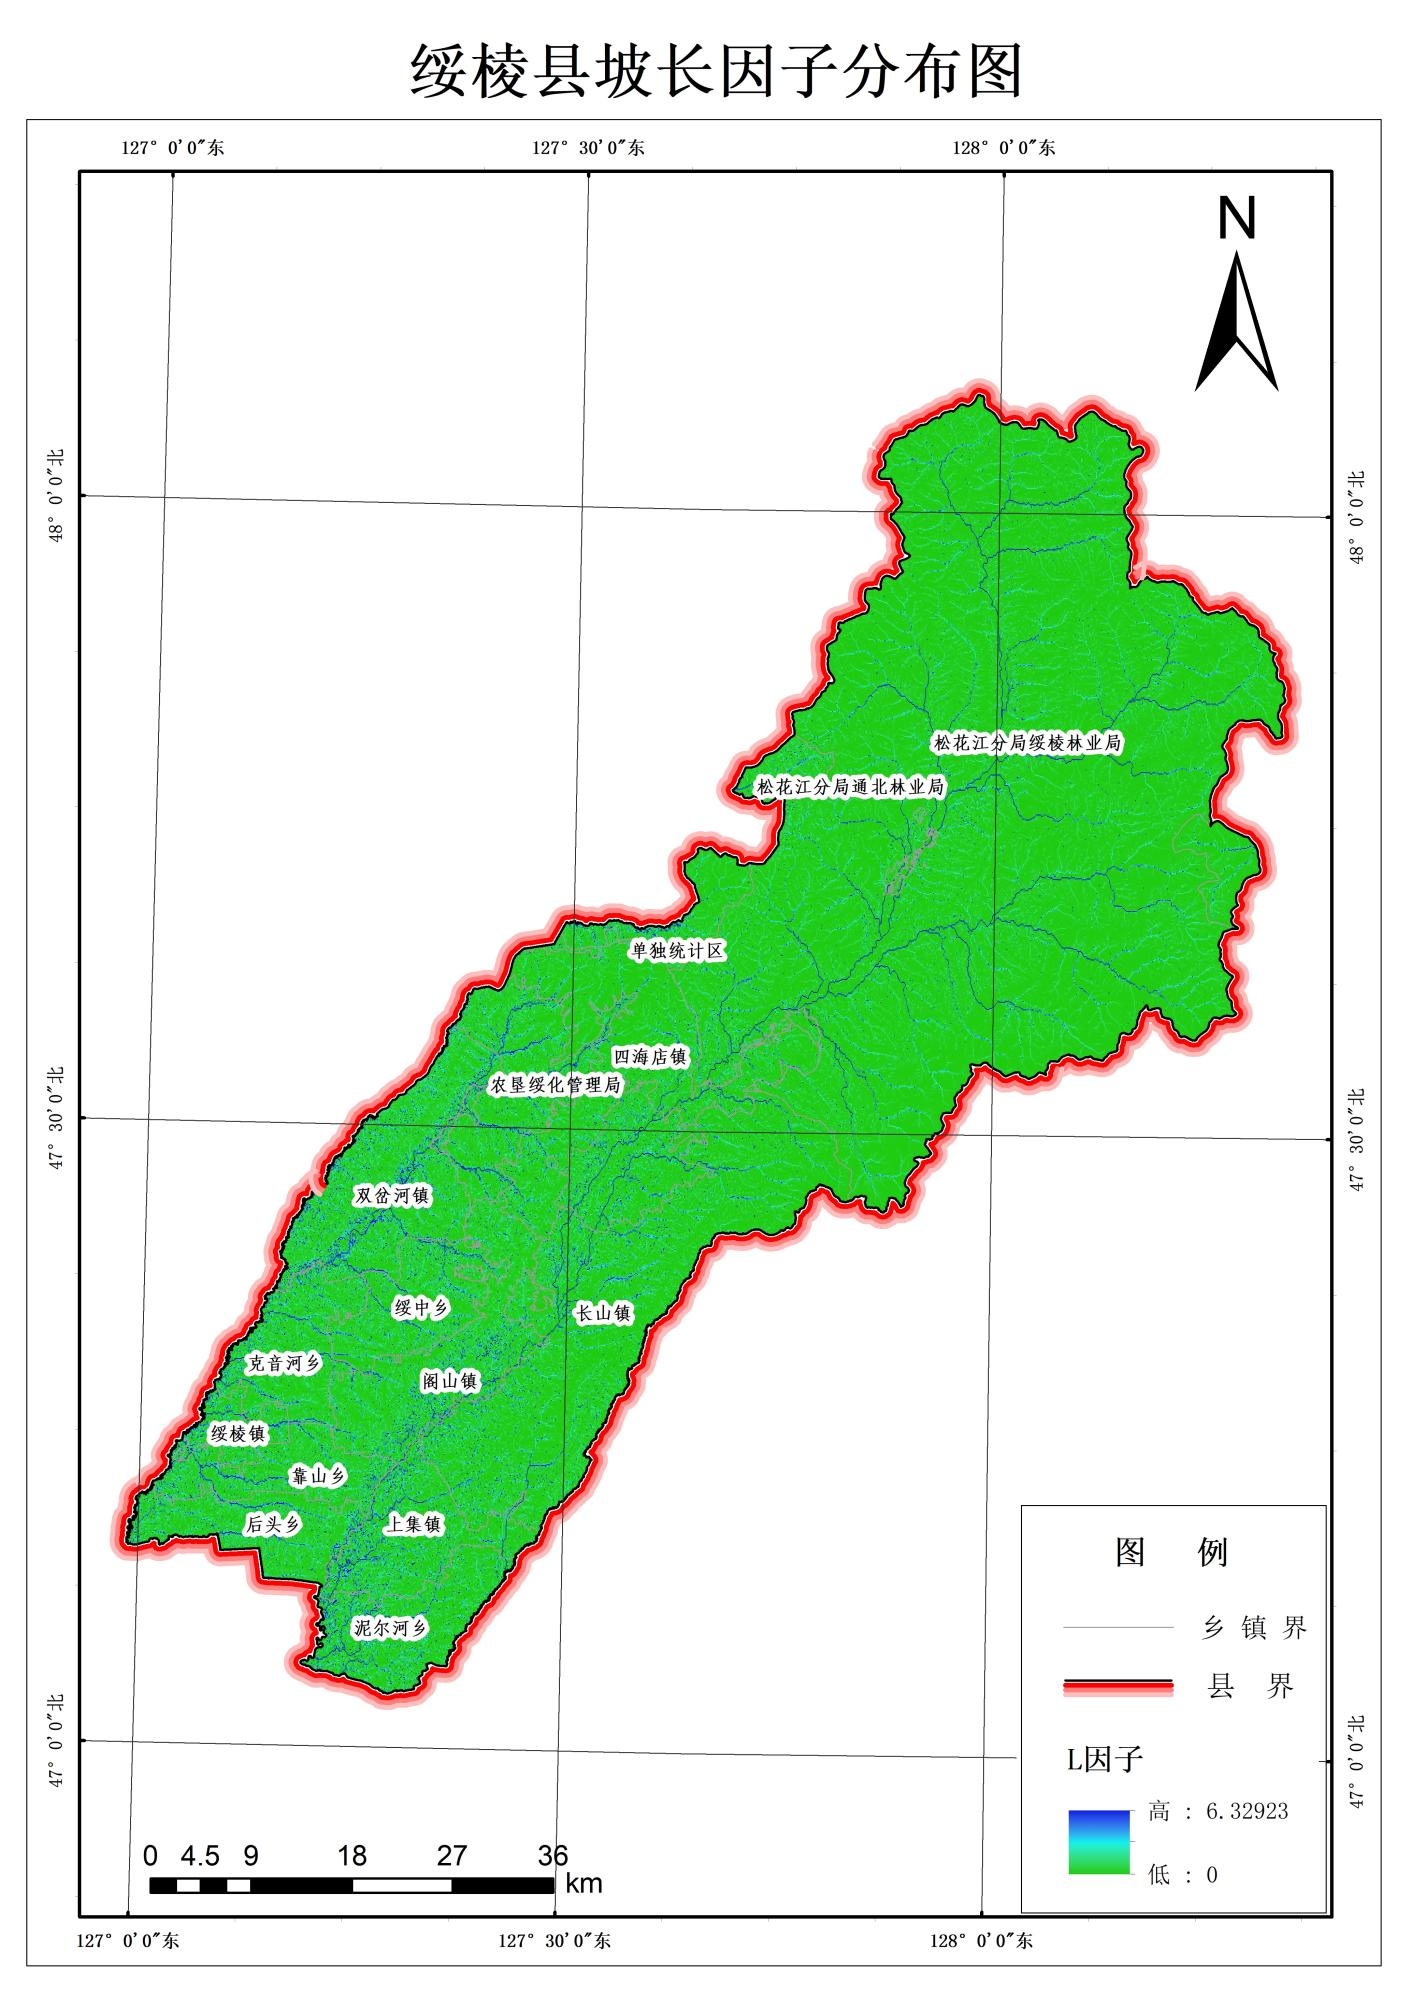 绥棱县坡长因子分布图
127° 0'0"东
127° 30'0"东
128° 0'0"东
N
48° 0'0"北
48° 0'0"北
松花江分局绥棱林业局
松花江分局通北林业局
单独统计区
四海店镇
农垦绥化管理局
47° 30'0"北
47° 30'0"北
双岔河镇
绥中乡
长山镇
克音河乡
阁山镇
绥棱镇
靠山乡
后头乡
上集镇
泥尔河乡
图 例
乡 镇 界
县 界
L因子
高 : 6.32923
低 : 0
47° 0'0"北
47° 0'0"北
0 4.5 9 18 27 36
km
127° 0'0"东
127° 30'0"东
128° 0'0"东